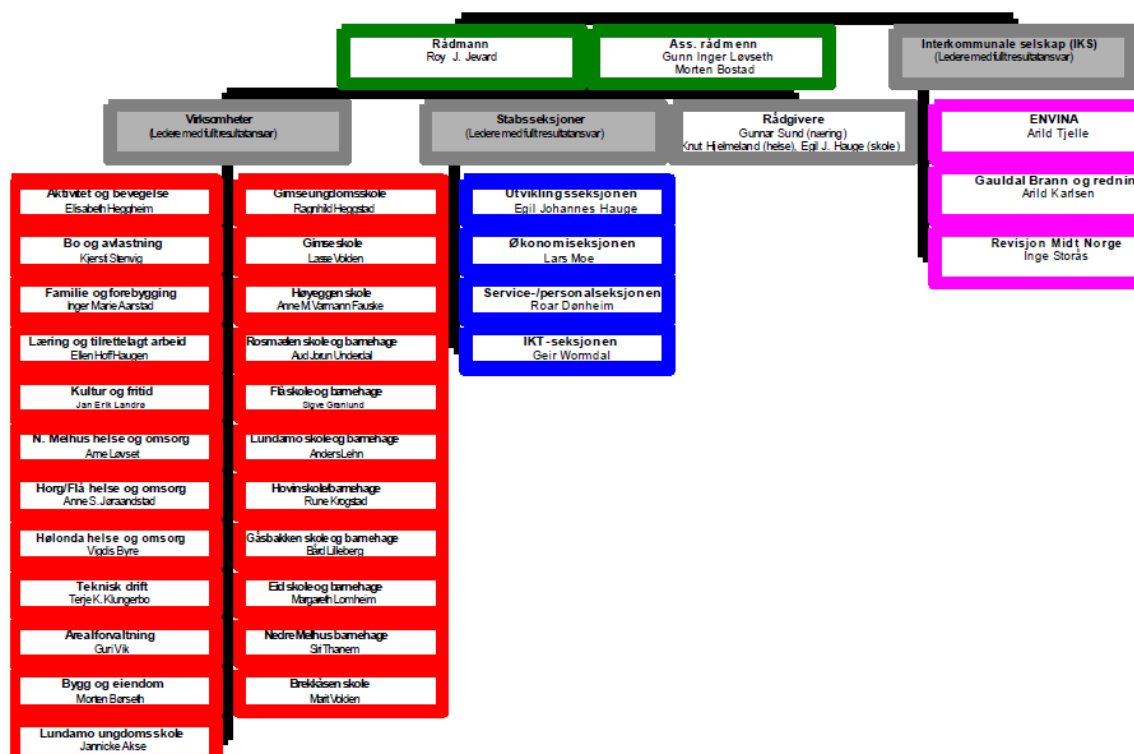 Rådmann
Roy J. Jevard
Ass. rådmenn
Gunn Inger Løvseth
Morten Bostad
Interkommunale selskap (IKS)
(Ledere med fullt resultatansvar)
Virksomheter
(Ledere med fullt resultatansvar)
Stabsseksjoner
(Ledere med fullt resultatansvar)
Rådgivere
Gunnar Sund (næring)
Knut Hjelmeland (helse), Egil J. Hauge (skole)
ENVINA
Arild Tjelle
Gauldal Brann og redning
Arild Karlsen
Revisjon Midt Norge
Inge Storås
Aktivitet og bevegelse
Elisabeth Heggheim
Bo og avlastning
Kjersti Stenvig
Familie og forebygging
Inger Marie Aarstad
Læring og tilrettelagt arbeid
Ellen Hoff Haugen
Kultur og fritid
Jan Erik Landrø
N. Melhus helse og omsorg
Arne Løvset
Horg/Flå helse og omsorg
Anne S. Jøraandstad
Hølonda helse og omsorg
Vigdis Byre
Teknisk drift
Terje K. Klungerbo
Arealforvaltning
Guri Vik
Bygg og eiendom
Morten Børseth
Lundamo ungdomsskole
Jannicke Akse
Gimse ungdomsskole
Ragnhild Heggstad
Gimse skole
Lasse Volden
Høyeggen skole
Anne M. Varmann Fauske
Rosmælen skole og barnehage
Aud Jorun Underdal
Flå skole og barnehage
Sigve Granlund
Lundamo skole og barnehage
Anders Lehn
Hovin skole/barnehage
Rune Krogstad
Gåsbakken skole og barnehage
Bård Lilleberg
Eid skole og barnehage
Margareth Lornheim
Nedre Melhus barnehage
Siri Thanem
Brekkåsen skole
Marit Volden
Utviklingsseksjonen
Egil Johannes Hauge
Økonomiseksjonen
Lars Moe
Service-/personalseksjonen
Roar Dønheim
IKT-seksjonen
Geir Wormdal